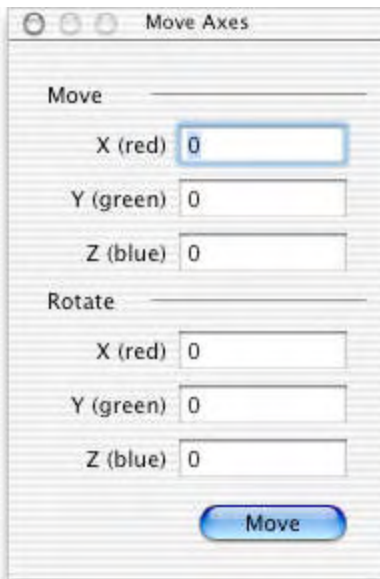 Move Axes
Move
X (red) 0
Y (green) 0
Z (blue) 0
Rotate
X (red) 0
Y (green) 0
Z (blue) 0
Move